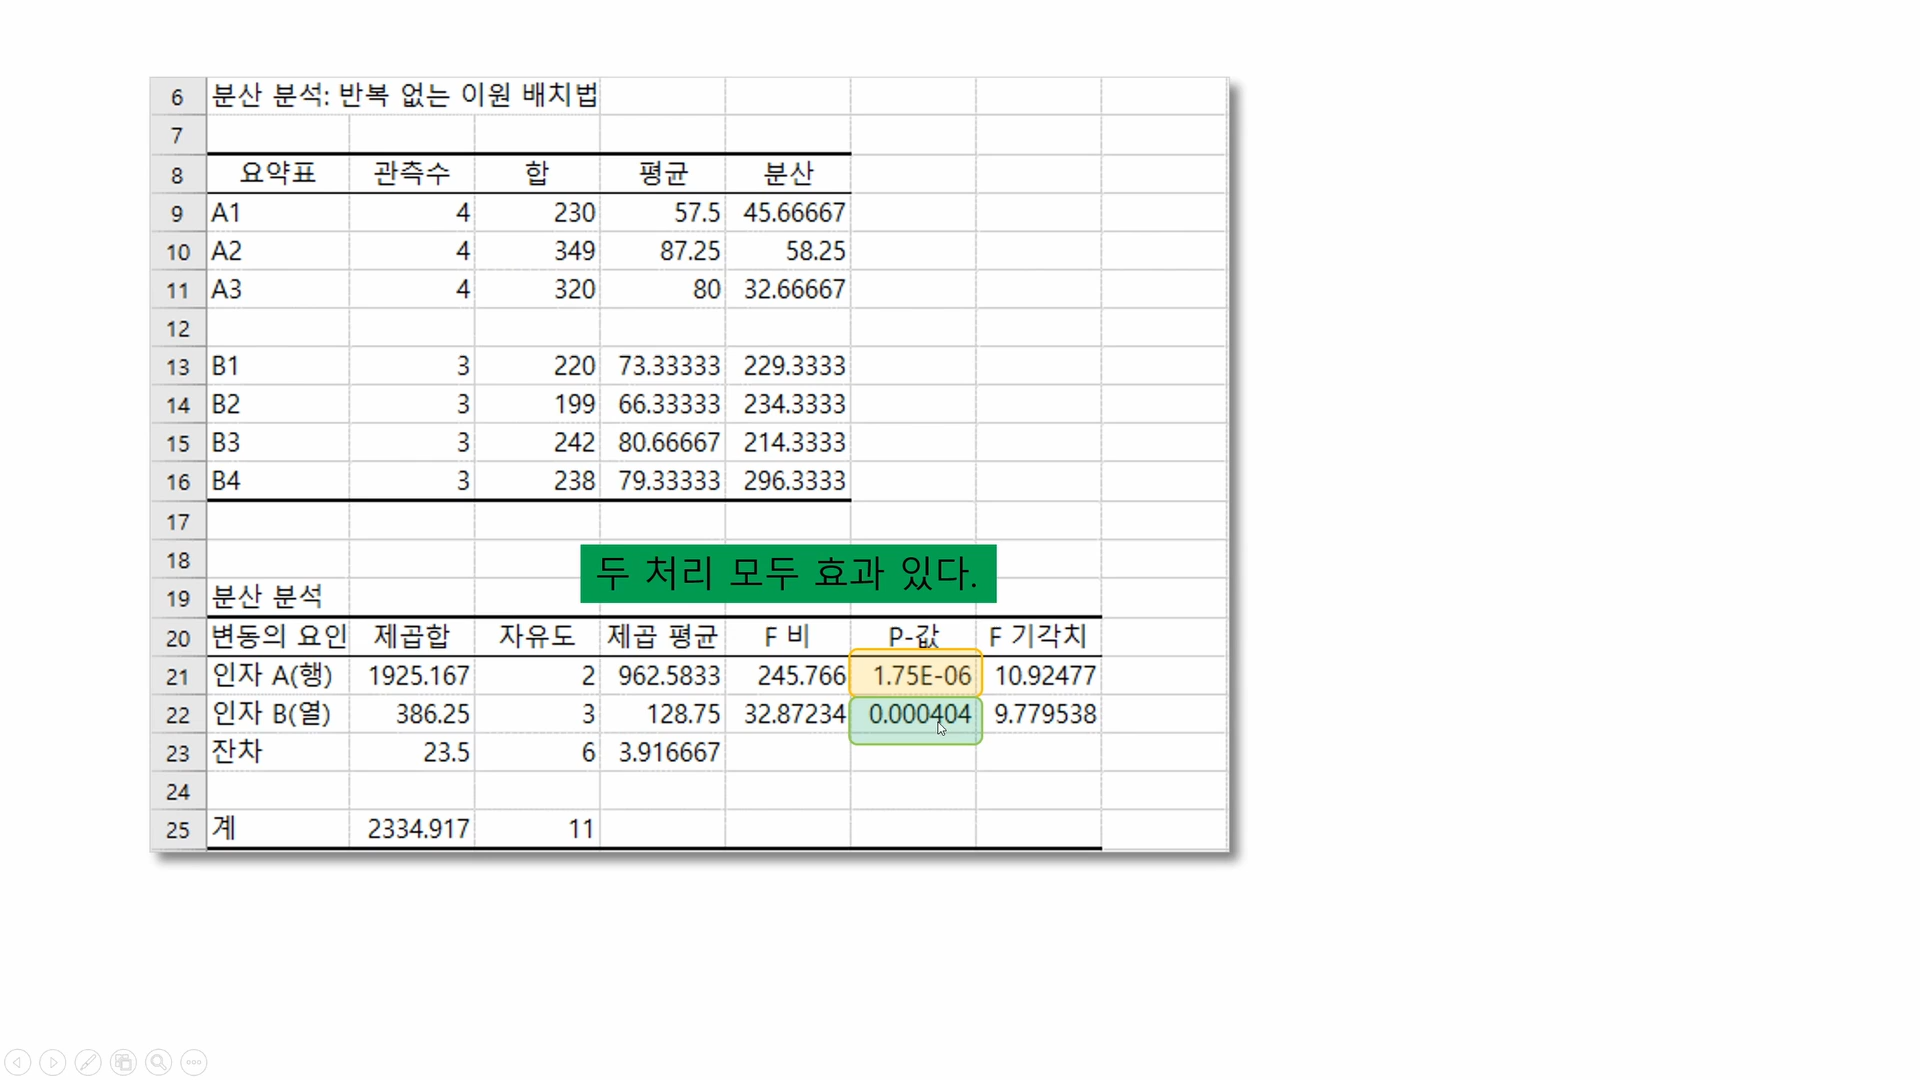 6 분산 분석: 반복 없는 이원 배치법
7
8 요약표 관측수 합 평균 분산
9 A1 4 230 57.5 45.66667
10 A2 4 349 87.25 58.25
11 A3 4 320 80 32.66667
12
13 B1 3 220 73.33333 229.3333
14 B2 3 199 66.33333 234.3333
15 B3 3 242 80.66667 214.3333
16 B4 3 238 79.33333 296.3333
17
18
두 처리 모두 효과 있다.
19 분산 분석
20 변동의 요인 제곱합 자유도 제곱 평균 F 비 P-값 F 기각치
21 인자 A(행) 1925.167 2 962.5833 245.766 1.75E-06 10.92477
22 인자 B(열) 386.25 3 128.75 32.87234 0.000404 9.779538
23 잔차 23.5 6 3.916667
24
25 계 2334.917 11